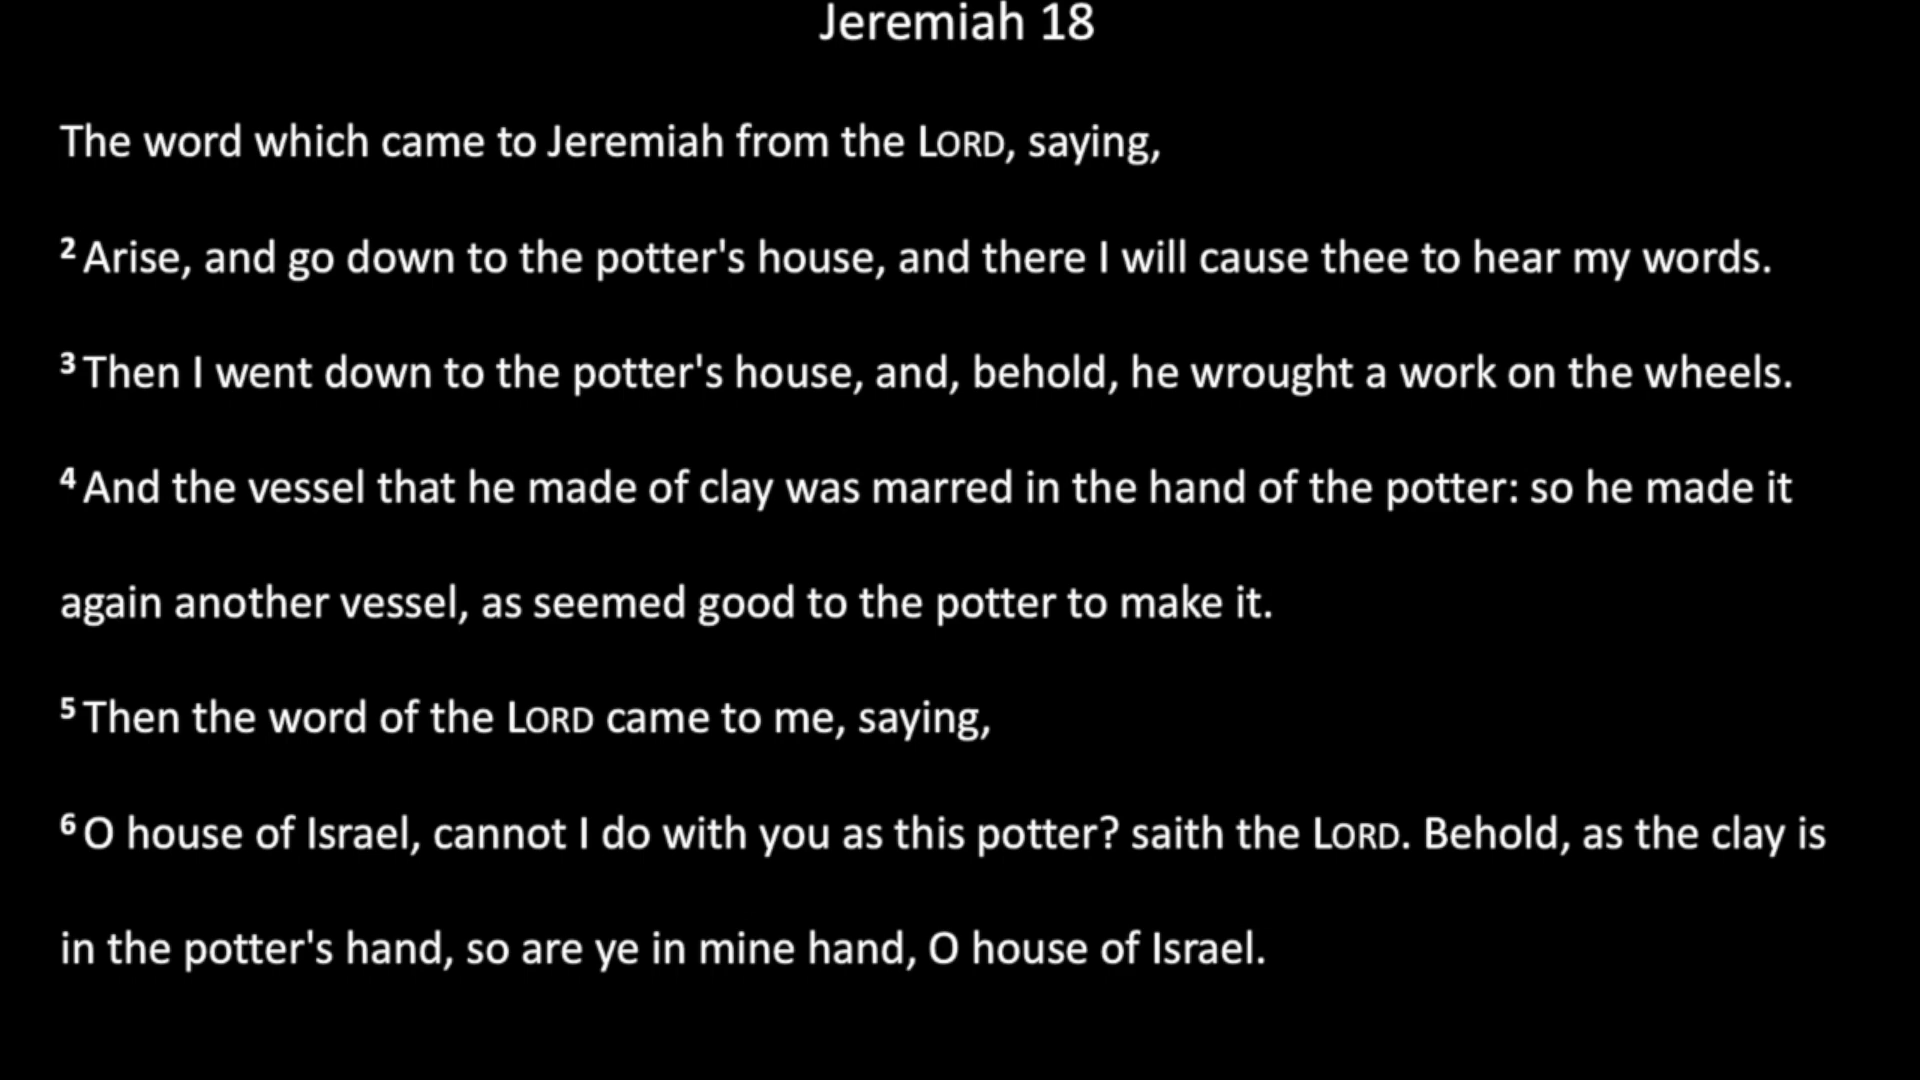 Jeremiah 18
The word which came to Jeremiah from the LORD, saying,
2 Arise, and go down to the potter's house, and there I will cause thee to hear my words.
3 Then I went down to the potter's house, and, behold, he wrought a work on the wheels.
4 And the vessel that he made of clay was marred in the hand of the potter: so he made it
again another vessel, as seemed good to the potter to make it.
5 Then the word of the LORD came to me, saying,
6 O house of Israel, cannot I do with you as this potter? saith the LORD. Behold, as the clay is
in the potter's hand, so are ye in mine hand, O house of Israel.